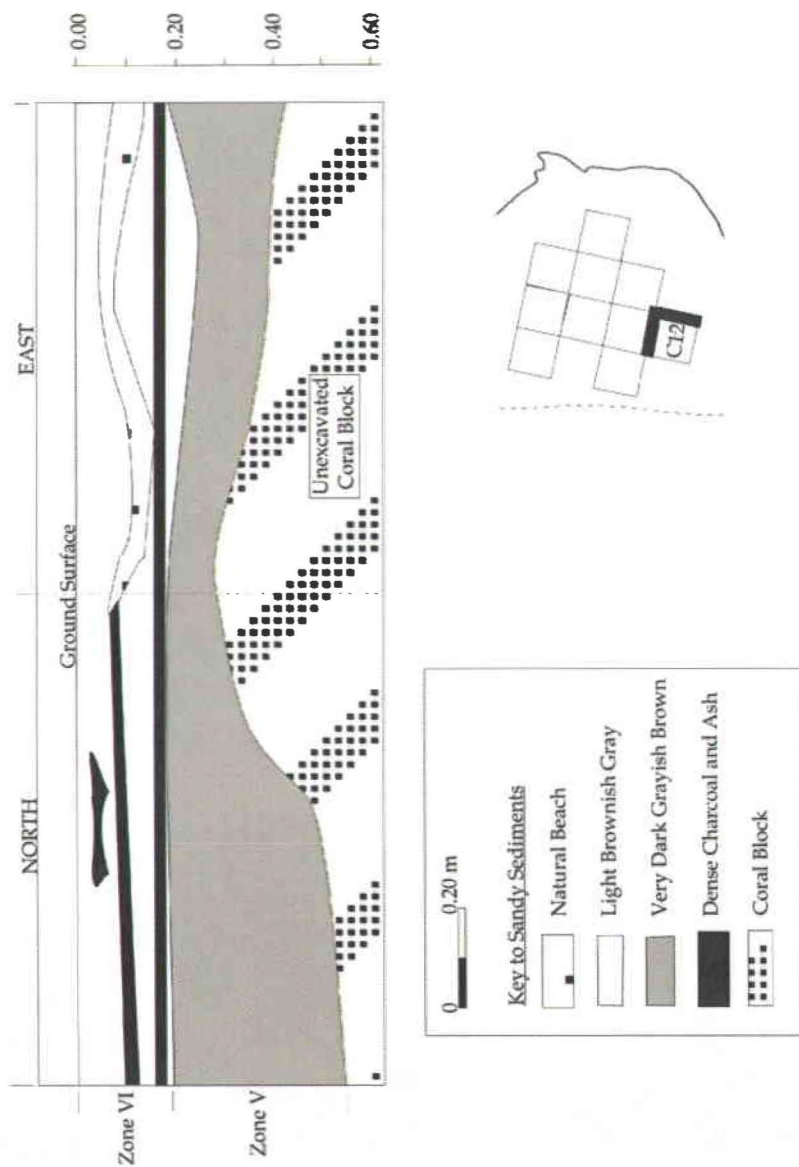 NORTH
EAST
Ground Surface
0.00
0.20
0.40
0.60
Zone VI
Zone V
Unexcavated
Coral Block
0
0.20 m
Key to Sandy Sediments
Natural Beach
Light Brownish Gray
Very Dark Grayish Brown
Dense Charcoal and Ash
Coral Block
C12